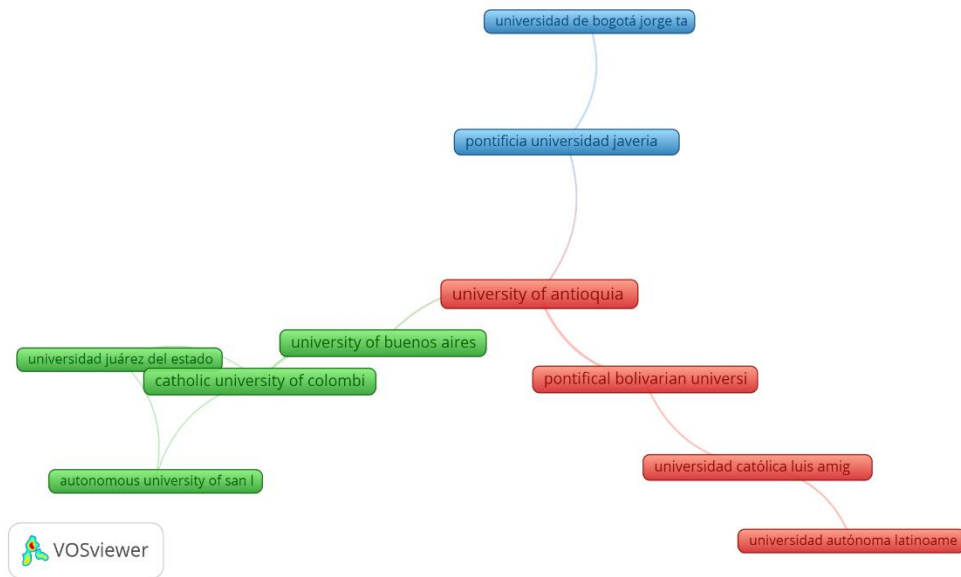 universidad de bogotá jorge ta
pontificia universidad javeria
university of antioquia
university of buenos aires
universidad juárez del estado
catholic university of colombi
pontifical bolivarian universi
universidad católica luis amig
autonomous university of san l
universidad autónoma latinoame
VOSviewer